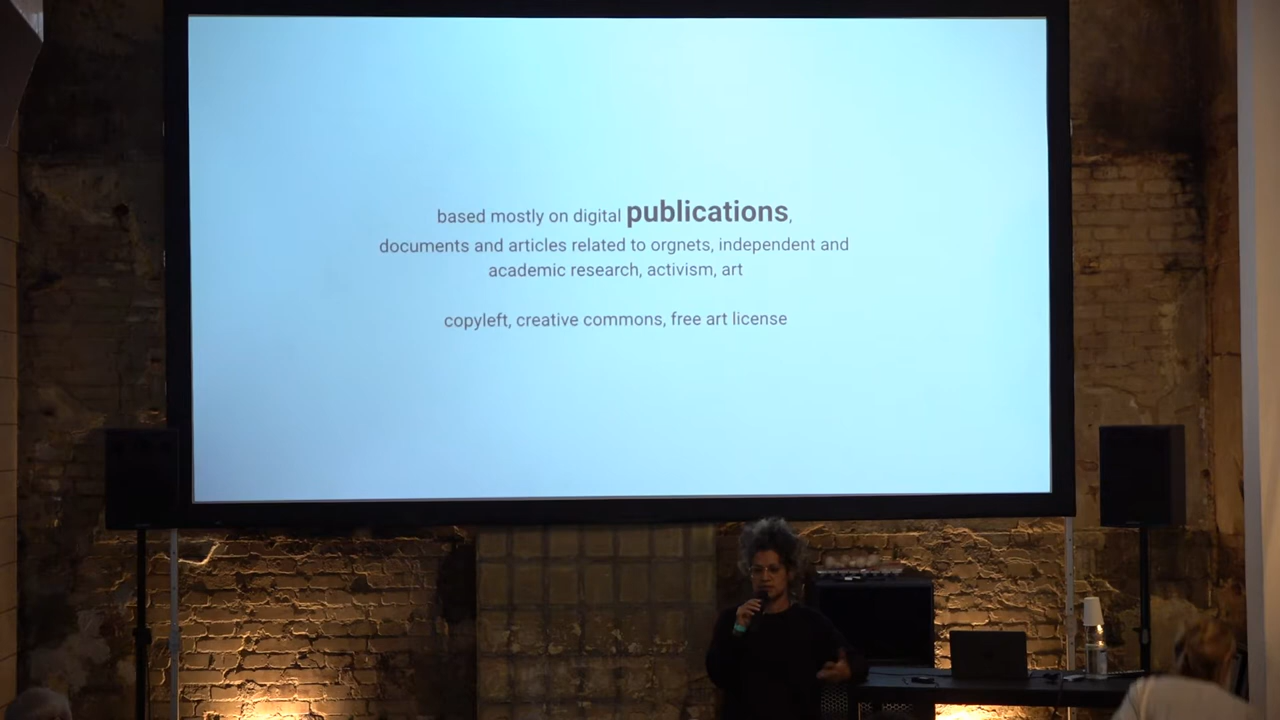 based mostly on digital publications,
documents and articles related to orgnets, independent and
academic research, activism, art
copyleft, creative commons, free art license